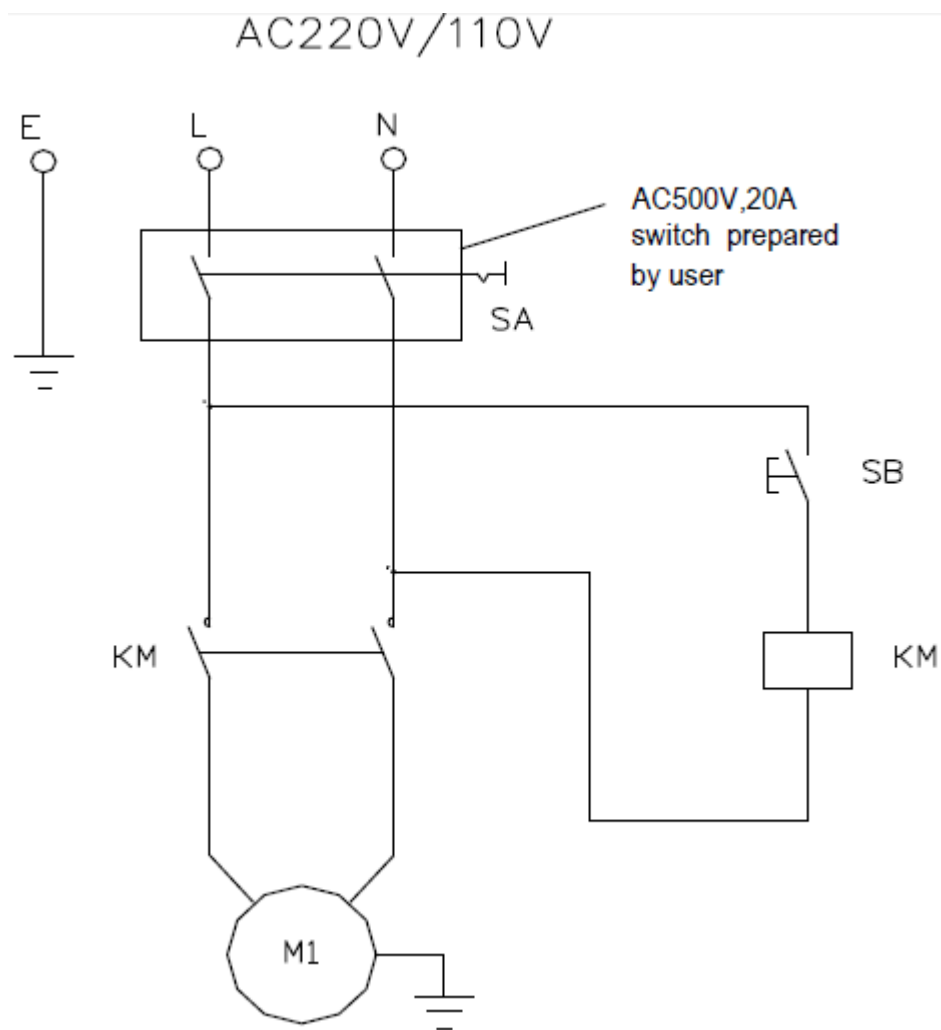 AC220V/110V
E
L
N
AC500V,20A
switch prepared
by user
SA
SB
KM
KM
M1